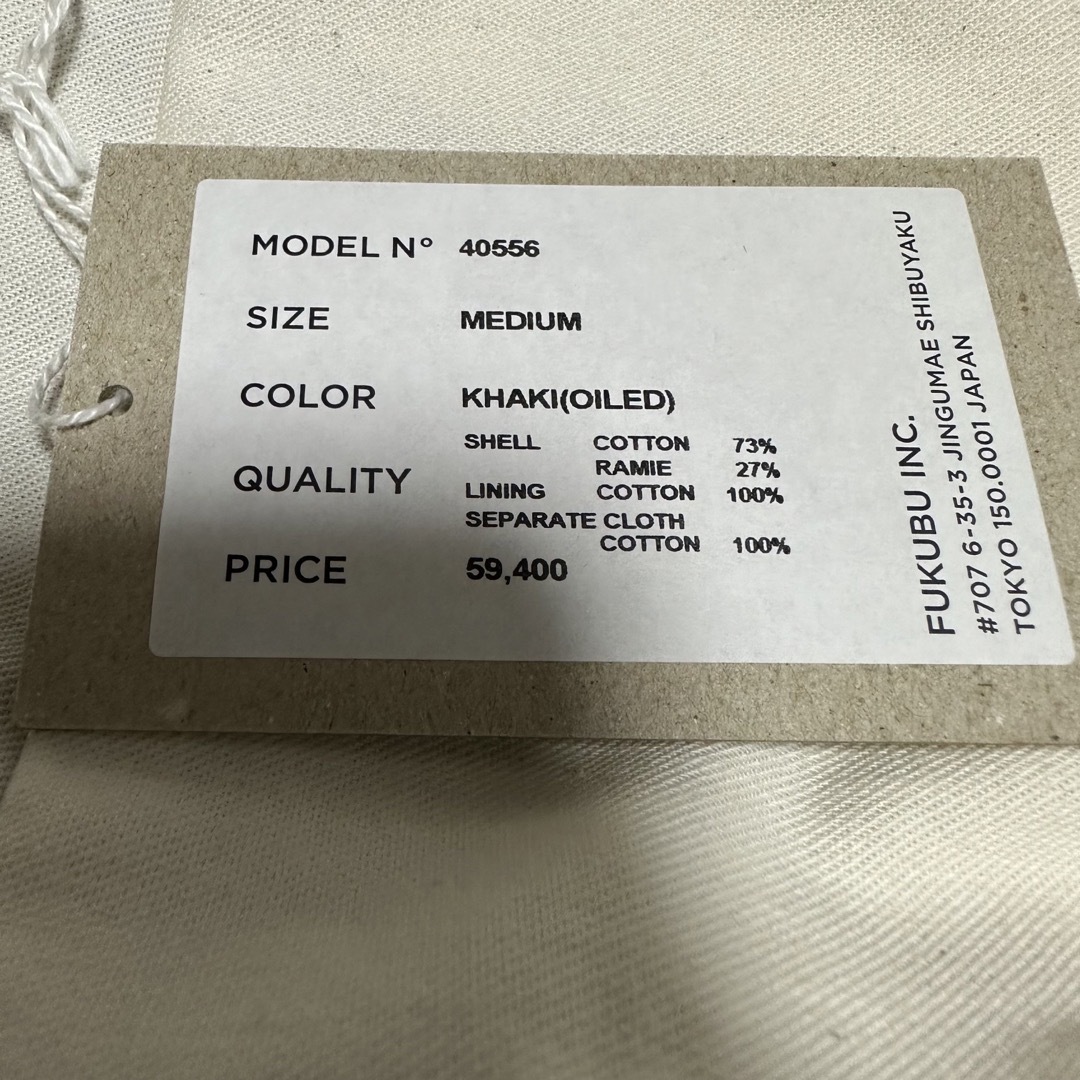 MODEL N° 40556
SIZE MEDIUM
COLOR KHAKI(OILED)
QUALITY
SHELL COTTON 73%
RAMIE 27%
LINING COTTON 100%
SEPARATE CLOTH
COTTON 100%
PRICE 59,400
FUKUBU INC.
#707 6-35-3 JINGUMAE SHIBUYAKU
TOKYO 150.0001 JAPAN